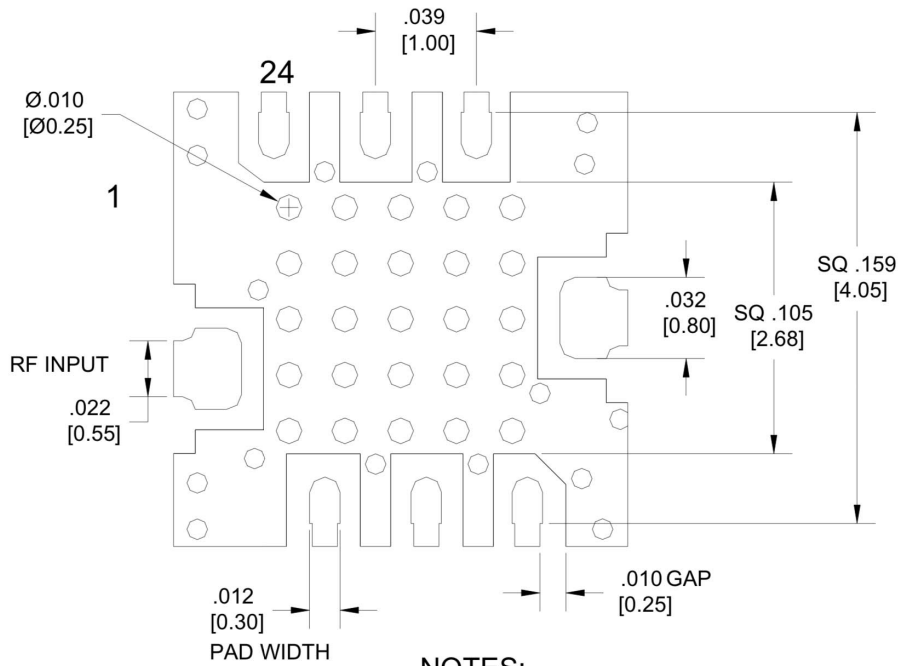 .039
[1.00]
24
Ø.010
[Ø0.25]
1
SQ .159
[4.05]
.032
[0.80]
SQ .105
[2.68]
RF INPUT
.022
[0.55]
.012
[0.30]
PAD WIDTH
.010 GAP
[0.25]
NOTES: